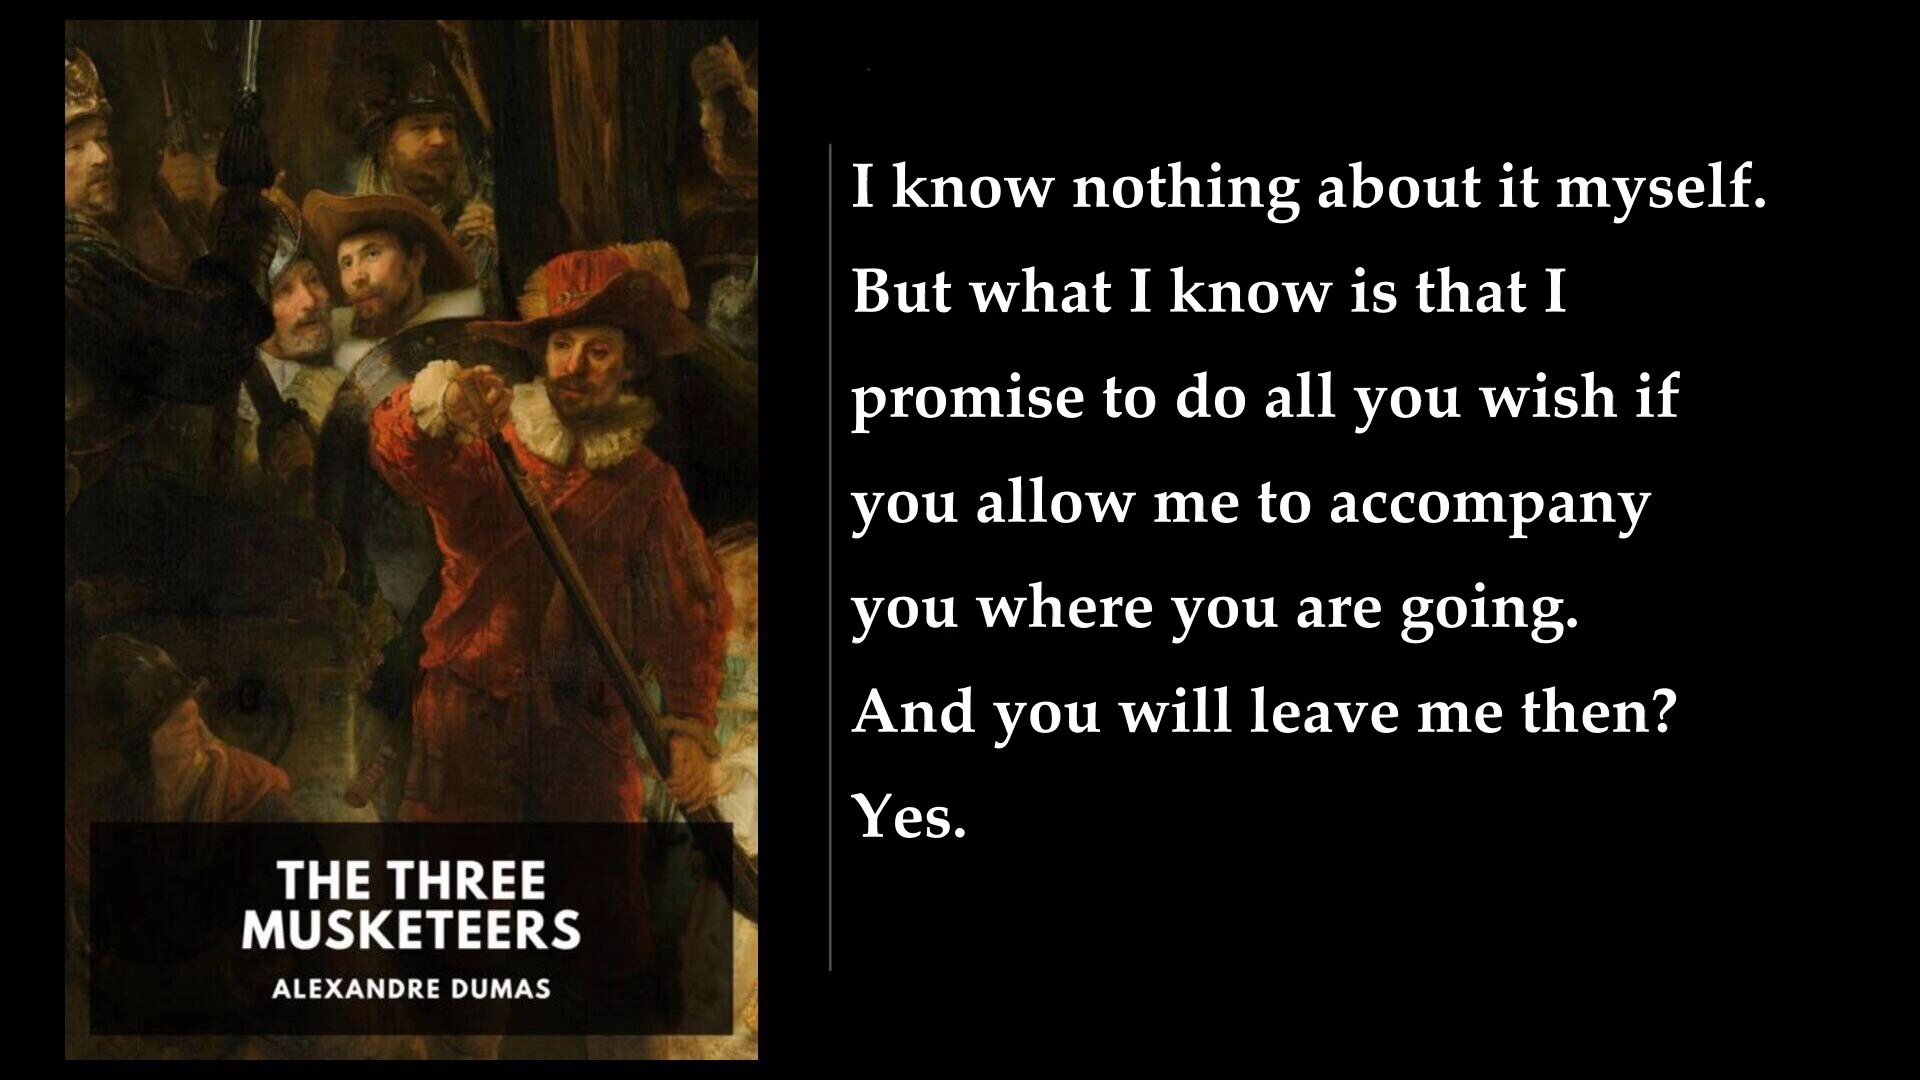 THE THREE
MUSKETEERS
ALEXANDRE DUMAS
I know nothing about it myself.
But what I know is that I
promise to do all you wish if
you allow me to accompany
you where you are going.
And you will leave me then?
Yes.